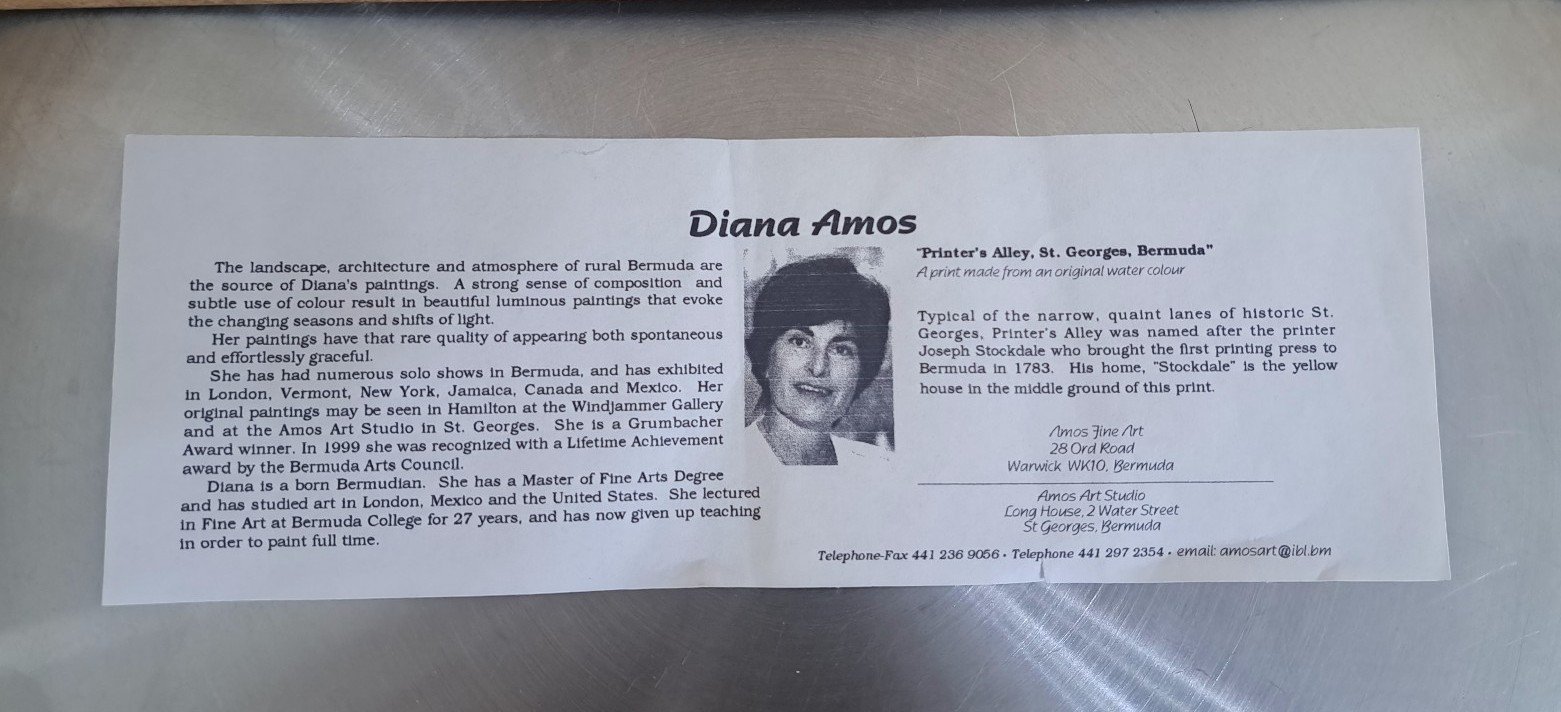 Diana Amos
The landscape, architecture and atmosphere of rural Bermuda are
the source of Diana's paintings. A strong sense of composition and
subtle use of colour result in beautiful luminous paintings that evoke
the changing seasons and shifts of light.
Her paintings have that rare quality of appearing both spontaneous
and effortlessly graceful.
She has had numerous solo shows in Bermuda, and has exhibited
in London, Vermont, New York, Jamaica, Canada and Mexico. Her
original paintings may be seen in Hamilton at the Windjammer Gallery
and at the Amos Art Studio in St. Georges. She is a Grumbacher
Award winner. In 1999 she was recognized with a Lifetime Achievement
award by the Bermuda Arts Council.
Diana is a born Bermudian. She has a Master of Fine Arts Degree
and has studied art in London, Mexico and the United States. She lectured
in Fine Art at Bermuda College for 27 years, and has now given up teaching
in order to paint full time.
"Printer's Alley, St. Georges, Bermuda"
A print made from an original water colour
Typical of the narrow, quaint lanes of historic St.
Georges, Printer's Alley was named after the printer
Joseph Stockdale who brought the first printing press to
Bermuda in 1783. His home, "Stockdale" is the yellow
house in the middle ground of this print.
Amos Fine Art
28 Ord Road
Warwick WK10, Bermuda
Amos Art Studio
Long House, 2 Water Street
St Georges, Bermuda
Telephone-Fax 441 236 9056 · Telephone 441 297 2354 · email: amosart@ibl.bm